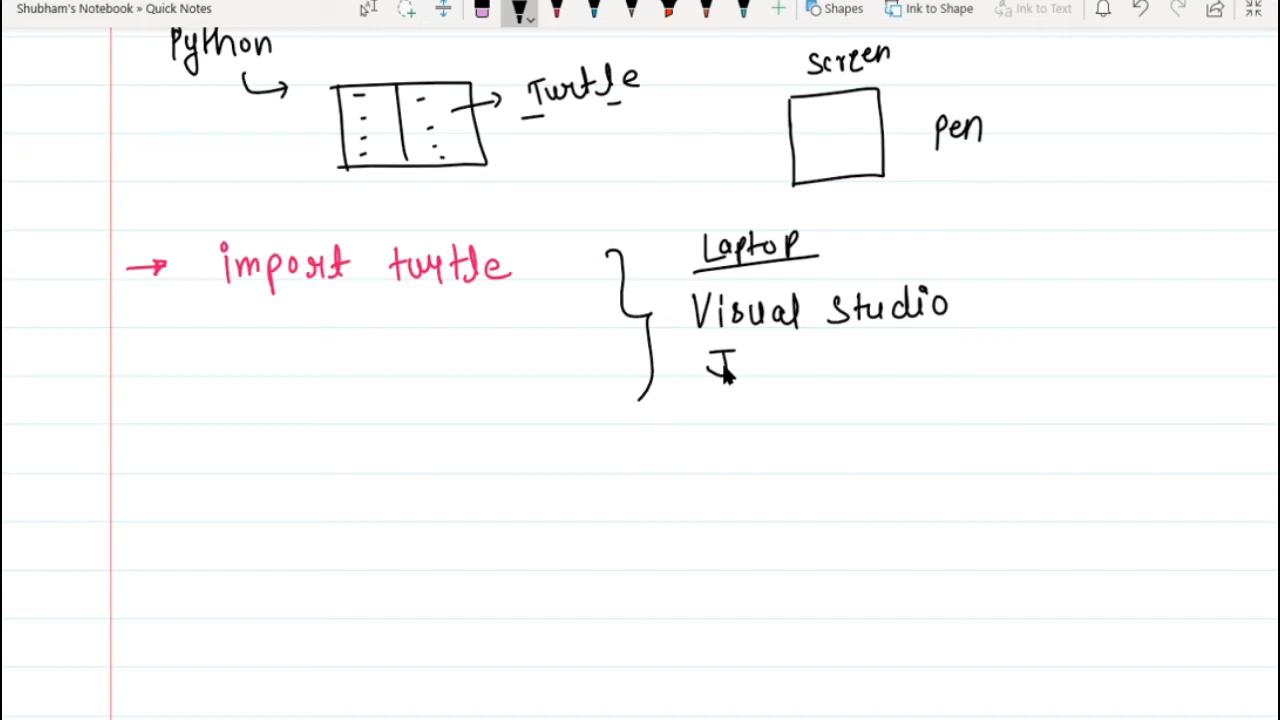 Shubham's Notebook » Quick Notes
Shapes
Ink to Shape
Ink to Text
Python
Turtle
screen
pen
→ import turtle
Laptop
Visual studio
J